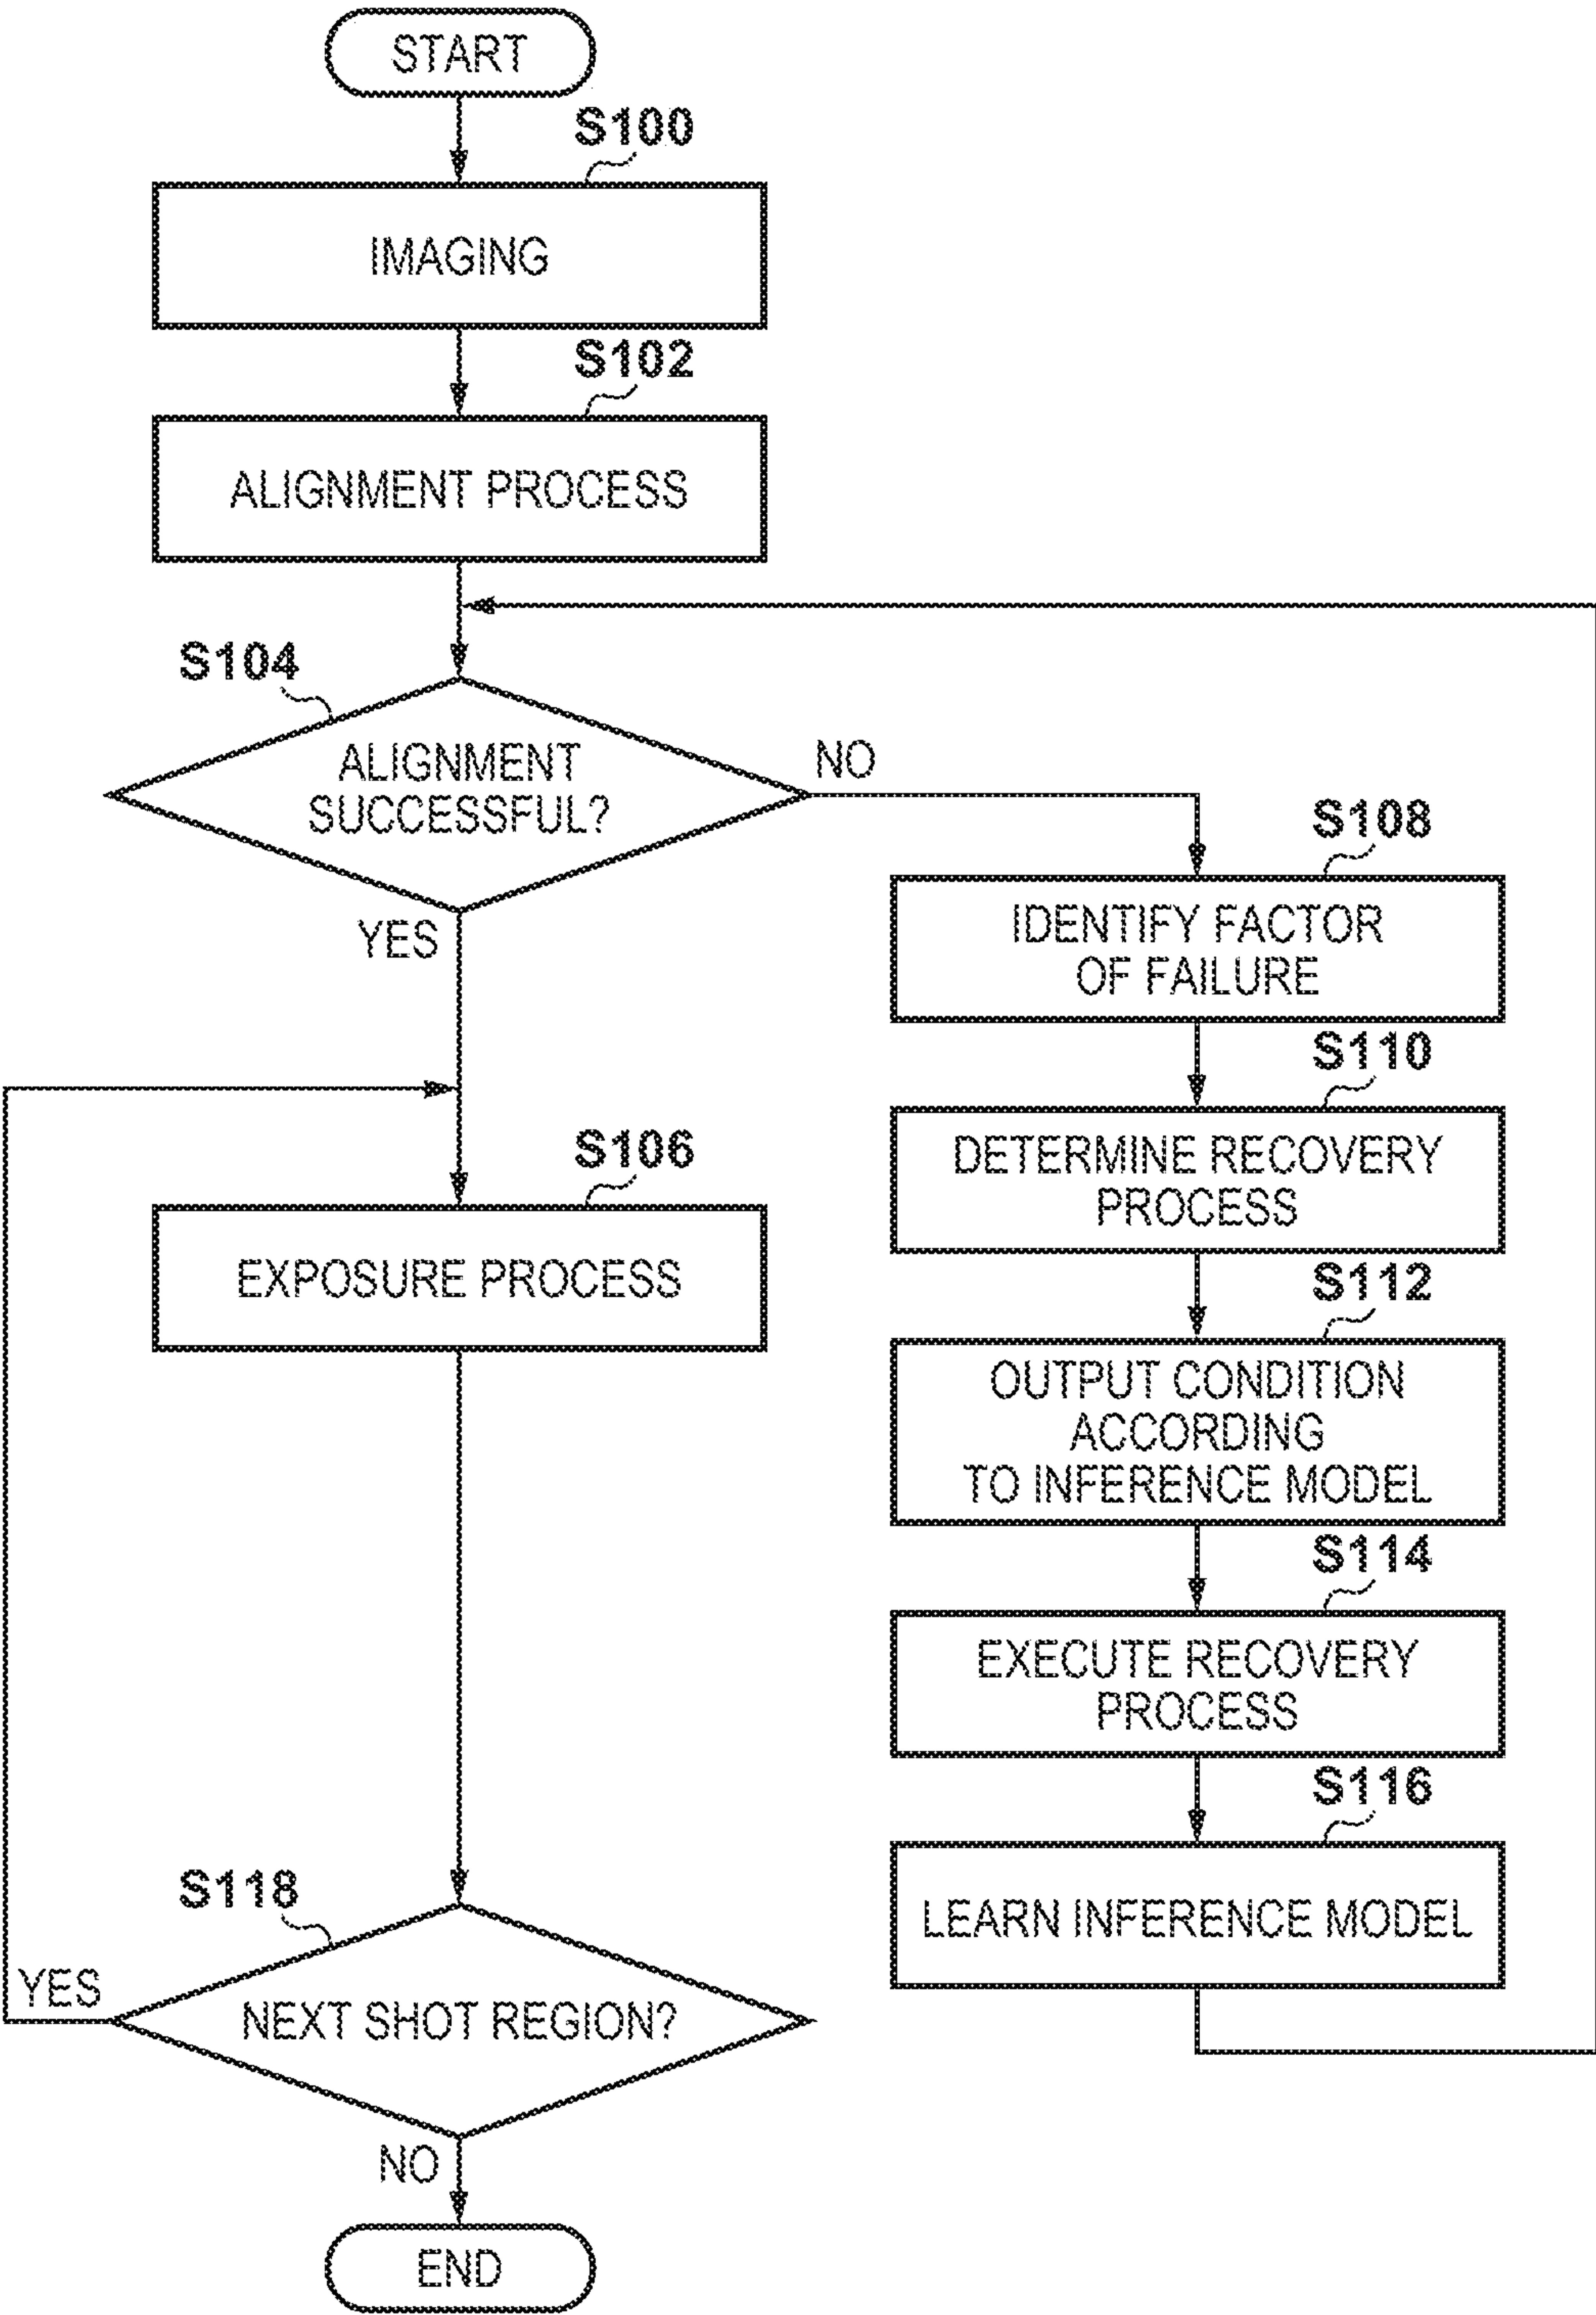 START
S100
IMAGING
S102
ALIGNMENT PROCESS
S104
ALIGNMENT
SUCCESSFUL?
NO
YES
S108
IDENTIFY FACTOR
OF FAILURE
S110
DETERMINE RECOVERY
PROCESS
S106
EXPOSURE PROCESS
S112
OUTPUT CONDITION
ACCORDING
TO INFERENCE MODEL
S114
EXECUTE RECOVERY
PROCESS
S116
LEARN INFERENCE MODEL
S118
YES
NEXT SHOT REGION?
NO
END